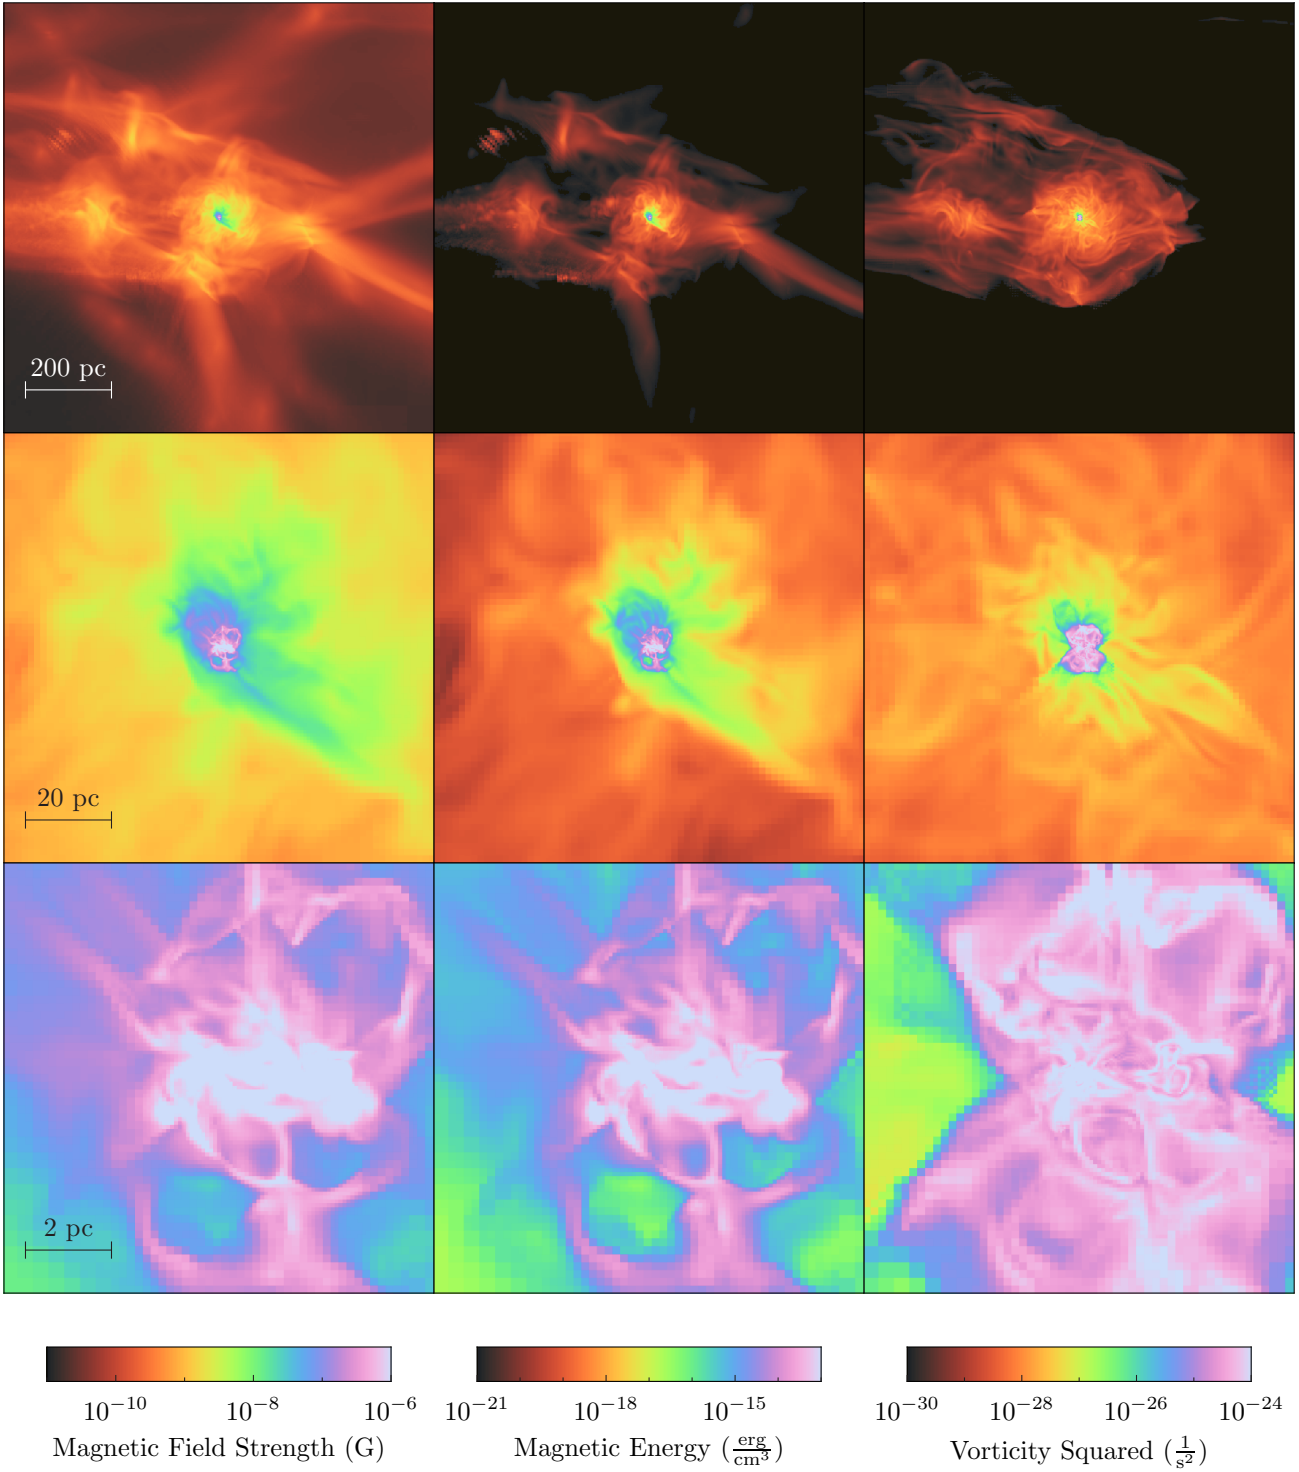 200 pc
20 pc
2 pc
10⁻¹⁰ 10⁻⁸ 10⁻⁶ 10⁻²¹ 10⁻¹⁸ 10⁻¹⁵ 10⁻³⁰ 10⁻²⁸ 10⁻²⁶ 10⁻²⁴
Magnetic Field Strength (G) Magnetic Energy (erg/cm³) Vorticity Squared (1/s²)